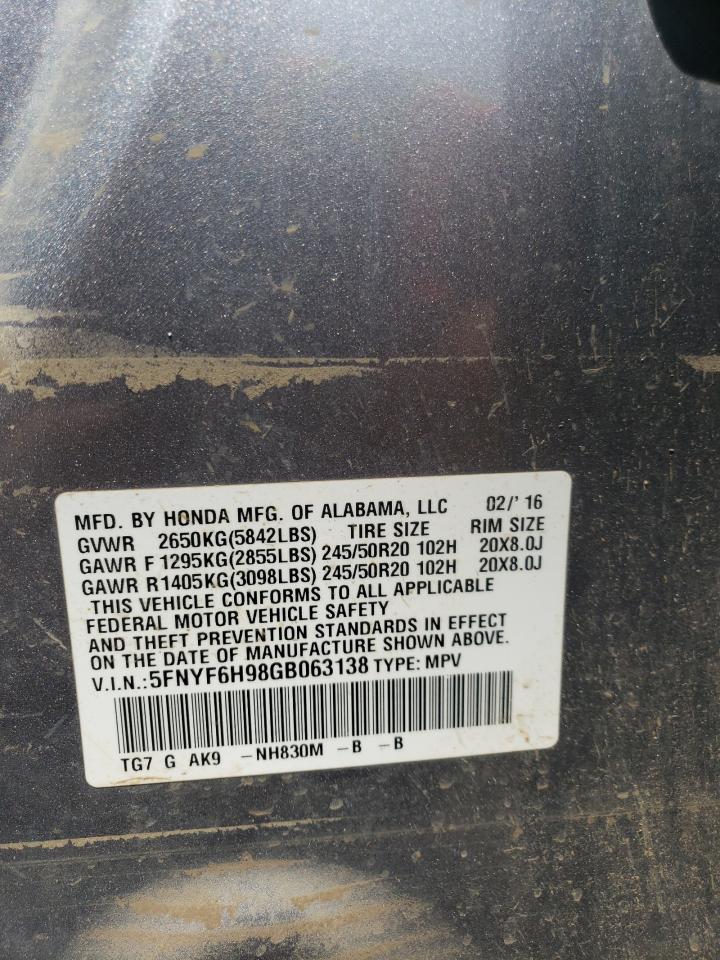 MFD. BY HONDA MFG. OF ALABAMA, LLC 02/'16
GVWR 2650KG(5842LBS) TIRE SIZE RIM SIZE
GAWR F 1295KG(2855LBS) 245/50R20 102H 20X8.0J
GAWR R1405KG(3098LBS) 245/50R20 102H 20X8.0J
THIS VEHICLE CONFORMS TO ALL APPLICABLE
FEDERAL MOTOR VEHICLE SAFETY
AND THEFT PREVENTION STANDARDS IN EFFECT
ON THE DATE OF MANUFACTURE SHOWN ABOVE.
V.I.N.:5FNYF6H98GB063138 TYPE: MPV
TG7 G AK9 -NH830M -B -B